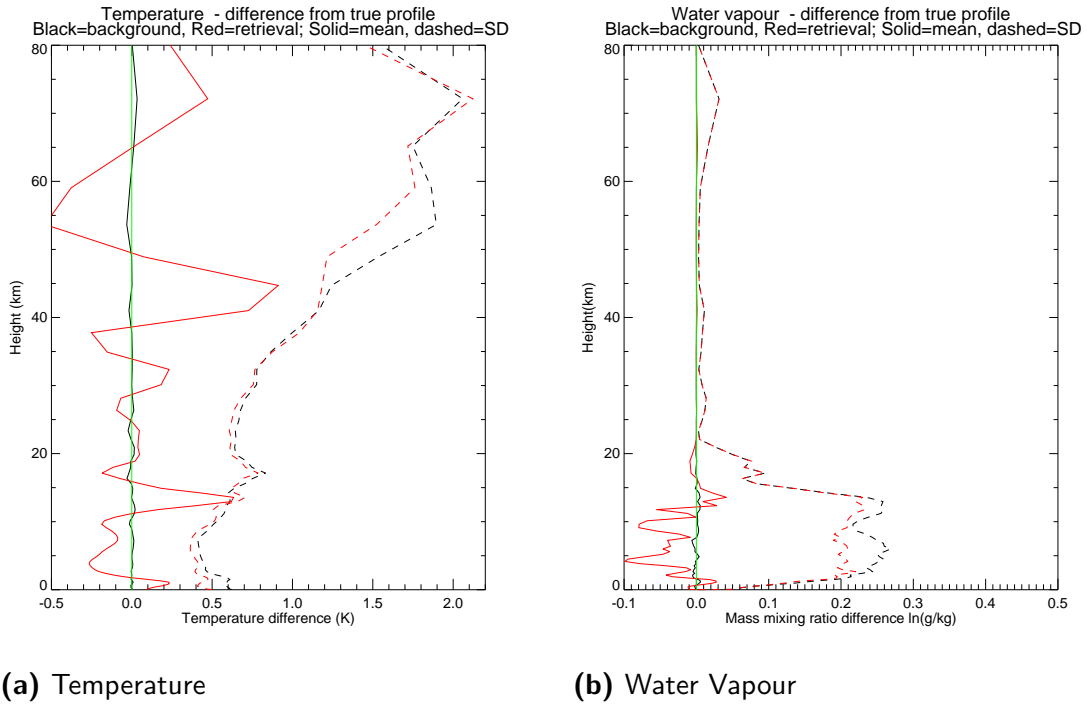 Temperature  - difference from true profile
Black=background, Red=retrieval; Solid=mean, dashed=SD
80
60
40
20
0
Height (km)
-0.5 0.0 0.5 1.0 1.5 2.0
Temperature difference (K)
(a) Temperature
Water vapour  - difference from true profile
Black=background, Red=retrieval; Solid=mean, dashed=SD
80
60
40
20
0
Height(km)
-0.1 0.0 0.1 0.2 0.3 0.4 0.5
Mass mixing ratio difference ln(g/kg)
(b) Water Vapour